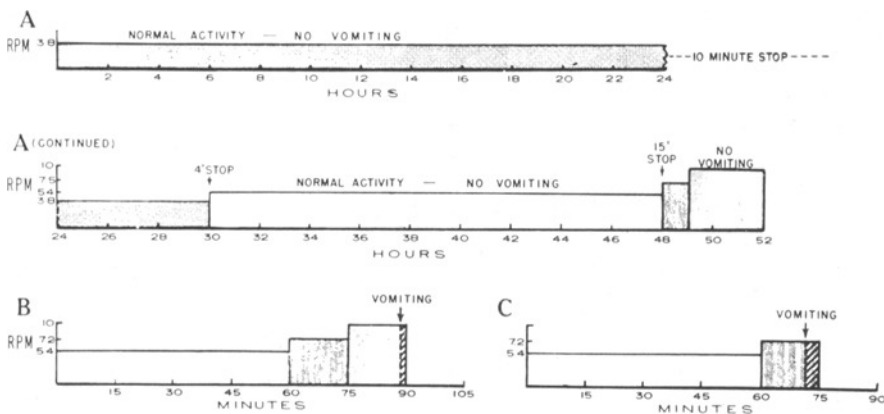 A
NORMAL ACTIVITY — NO VOMITING
RPM 3 8
10 MINUTE STOP
2 4 6 8 10 12 14 16 18 20 22 24
HOURS
A (CONTINUED)
4' STOP
15' STOP
NO VOMITING
NORMAL ACTIVITY — NO VOMITING
RPM
10
7 5
5 4
3 8
24 26 28 30 32 34 36 38 40 42 44 46 48 50 52
HOURS
B
VOMITING
RPM
10
7 2
5 4
15 30 45 60 75 90 105
MINUTES
C
VOMITING
7 2
5 4
15 30 45 60 75 90
MINUTES